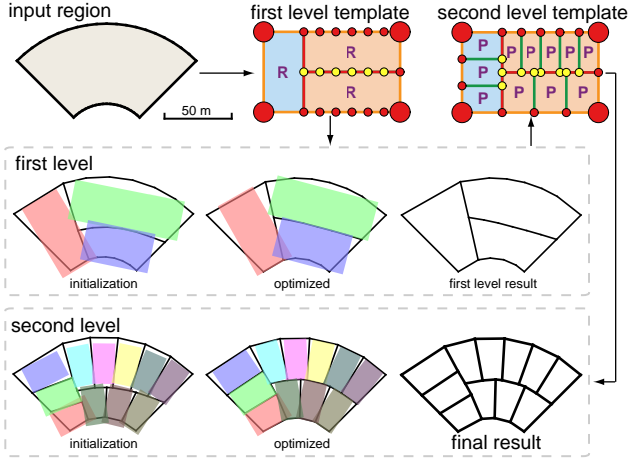 input region
first level template
second level template
R
R
R
P
P
P
P
P
P
P
P
P
P
P
50 m
first level
initialization
optimized
first level result
second level
initialization
optimized
final result